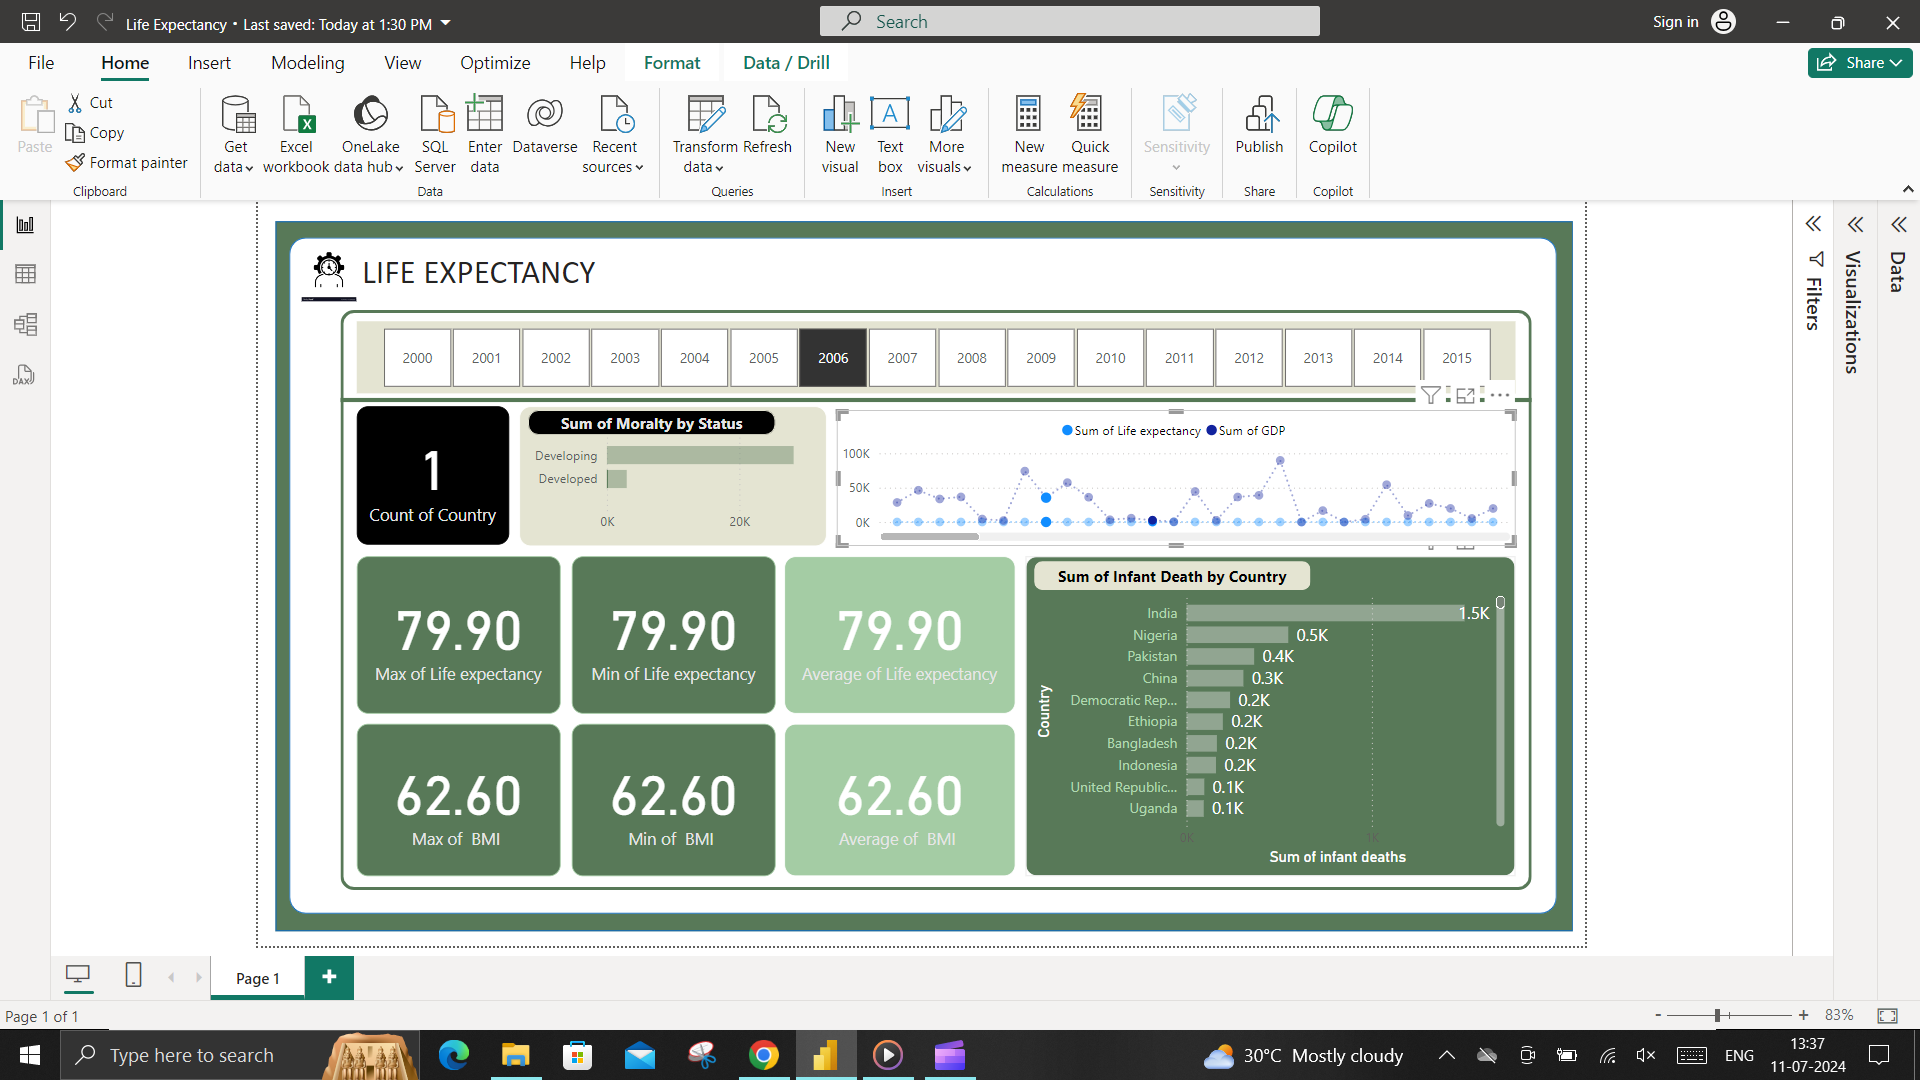 Life Expectancy • Last saved: Today at 1:30 PM
Search
Sign in
File
Home
Insert
Modeling
View
Optimize
Help
Format
Data / Drill
Share
Paste
Cut
Copy
Format painter
Clipboard
Get data
Excel workbook
OneLake data hub
SQL Server
Enter data
Dataverse
Recent sources
Data
Transform data
Refresh
Queries
New visual
Text box
More visuals
Insert
New measure
Quick measure
Calculations
Sensitivity
Sensitivity
Publish
Share
Copilot
Copilot
DAX
LIFE EXPECTANCY
2000 2001 2002 2003 2004 2005 2006 2007 2008 2009 2010 2011 2012 2013 2014 2015
1
Count of Country
Sum of Moralty by Status
Developing
Developed
0K 20K
Sum of Life expectancy Sum of GDP
100K
50K
0K
79.90
Max of Life expectancy
79.90
Min of Life expectancy
79.90
Average of Life expectancy
62.60
Max of BMI
62.60
Min of BMI
62.60
Average of BMI
Sum of Infant Death by Country
Country
India 1.5K
Nigeria 0.5K
Pakistan 0.4K
China 0.3K
Democratic Rep... 0.2K
Ethiopia 0.2K
Bangladesh 0.2K
Indonesia 0.2K
United Republic... 0.1K
Uganda 0.1K
0K 1K
Sum of infant deaths
Filters
Visualizations
Data
Page 1
Page 1 of 1
83%
Type here to search
30°C Mostly cloudy
ENG
13:37
11-07-2024